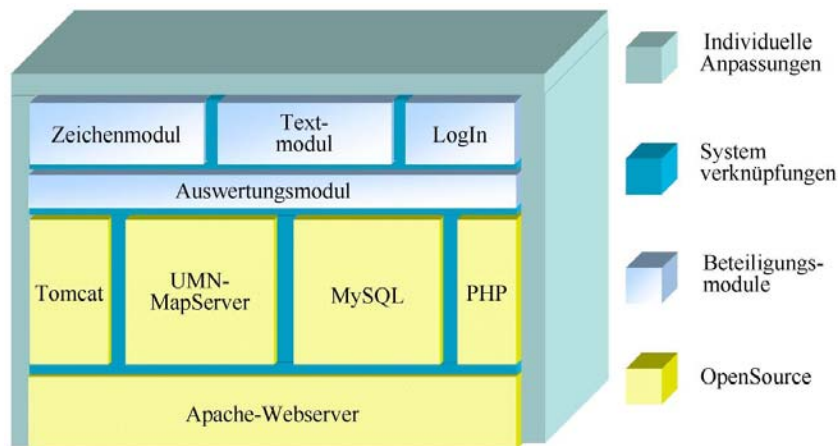 Zeichenmodul
Text-
modul
LogIn
Auswertungsmodul
Tomcat
UMN-
MapServer
MySQL
PHP
Apache-Webserver
Individuelle
Anpassungen
System
verknüpfungen
Beteiligungs-
module
OpenSource